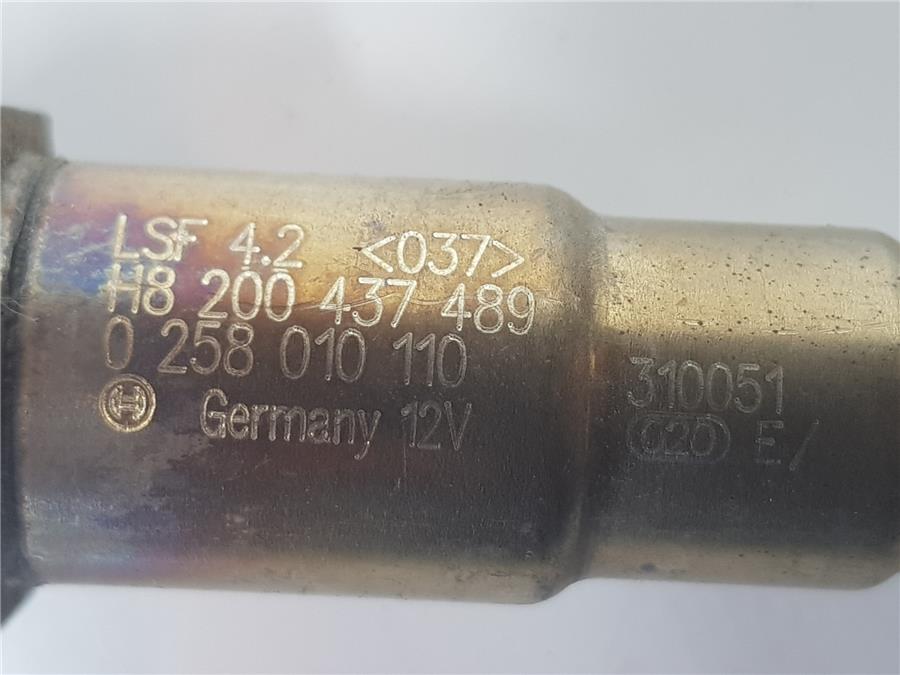 LSF 4.2 <037>
H8 200 437 489
0 258 010 110
Germany 12V
310051
020 E/